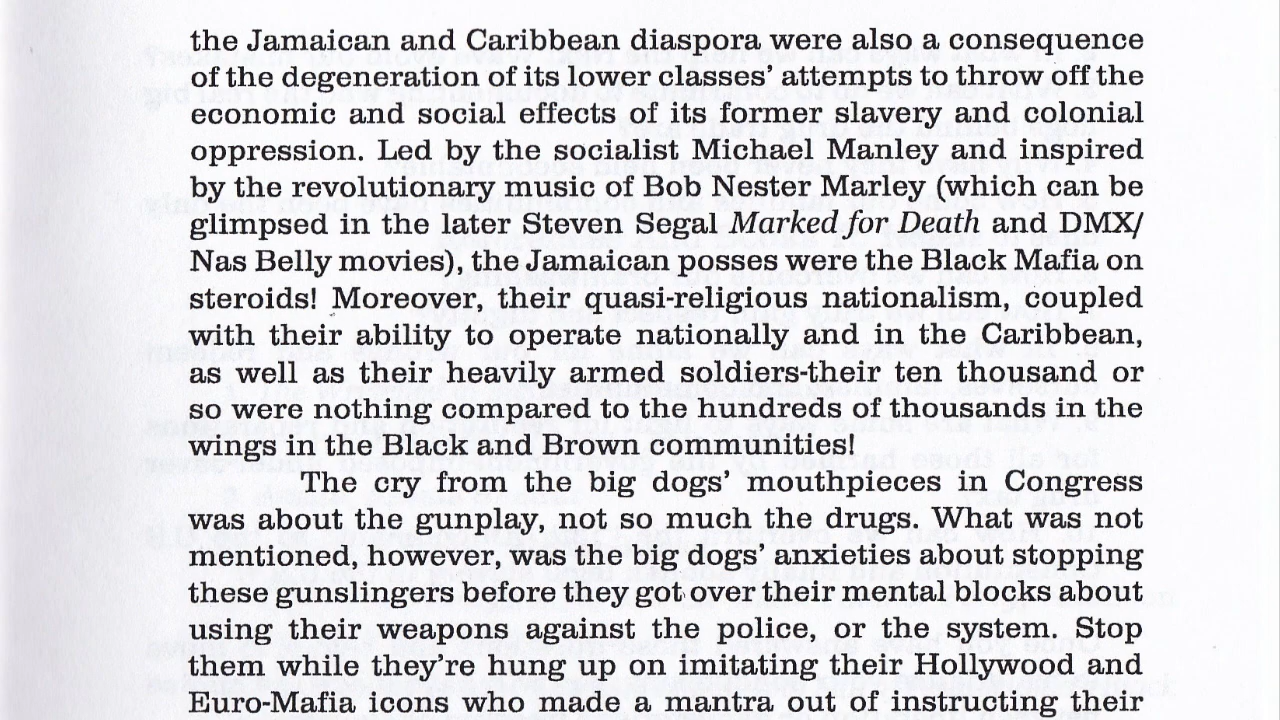 the Jamaican and Caribbean diaspora were also a consequence
of the degeneration of its lower classes' attempts to throw off the
economic and social effects of its former slavery and colonial
oppression. Led by the socialist Michael Manley and inspired
by the revolutionary music of Bob Nester Marley (which can be
glimpsed in the later Steven Segal Marked for Death and DMX/
Nas Belly movies), the Jamaican posses were the Black Mafia on
steroids! Moreover, their quasi-religious nationalism, coupled
with their ability to operate nationally and in the Caribbean,
as well as their heavily armed soldiers-their ten thousand or
so were nothing compared to the hundreds of thousands in the
wings in the Black and Brown communities!
The cry from the big dogs' mouthpieces in Congress
was about the gunplay, not so much the drugs. What was not
mentioned, however, was the big dogs' anxieties about stopping
these gunslingers before they got over their mental blocks about
using their weapons against the police, or the system. Stop
them while they're hung up on imitating their Hollywood and
Euro-Mafia icons who made a mantra out of instructing their